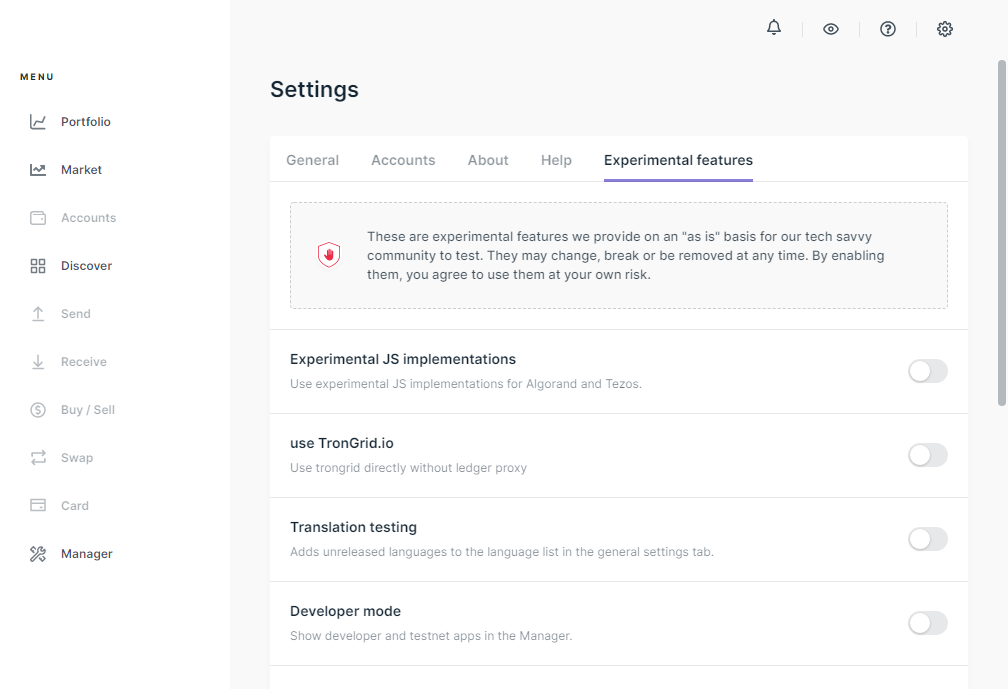 MENU
Portfolio
Market
Accounts
Discover
Send
Receive
Buy / Sell
Swap
Card
Manager
Settings
General
Accounts
About
Help
Experimental features
These are experimental features we provide on an "as is" basis for our tech savvy
community to test. They may change, break or be removed at any time. By enabling
them, you agree to use them at your own risk.
Experimental JS implementations
Use experimental JS implementations for Algorand and Tezos.
use TronGrid.io
Use trongrid directly without ledger proxy
Translation testing
Adds unreleased languages to the language list in the general settings tab.
Developer mode
Show developer and testnet apps in the Manager.